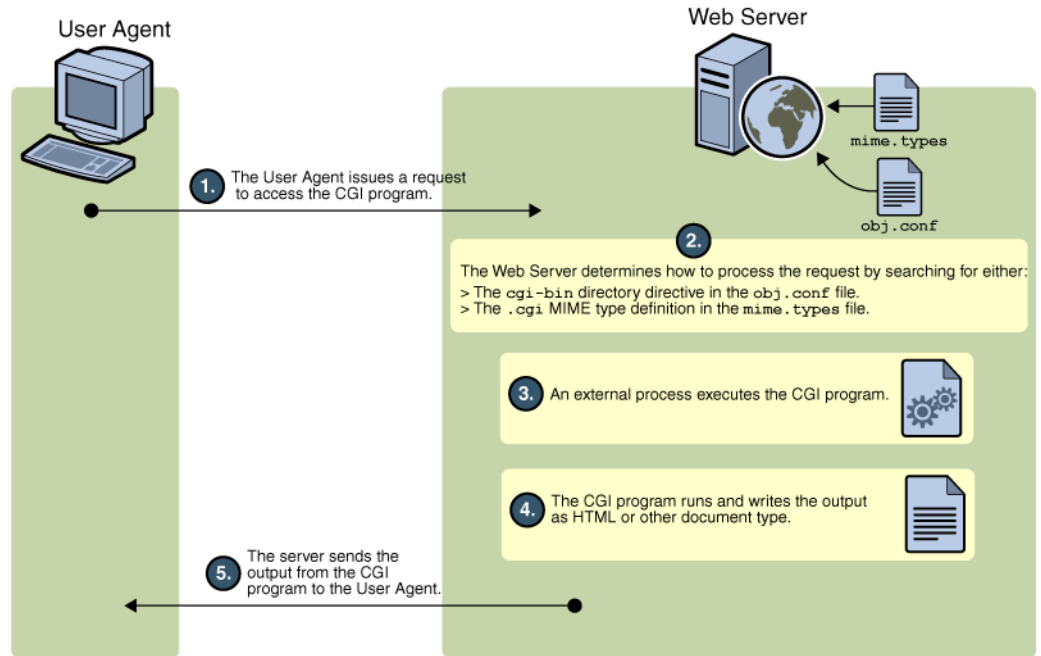 User Agent
Web Server
mime.types
obj.conf
1.
The User Agent issues a request
to access the CGI program.
2.
The Web Server determines how to process the request by searching for either:
> The cgi-bin directory directive in the obj.conf file.
> The .cgi MIME type definition in the mime.types file.
3.
An external process executes the CGI program.
4.
The CGI program runs and writes the output
as HTML or other document type.
5.
The server sends the
output from the CGI
program to the User Agent.